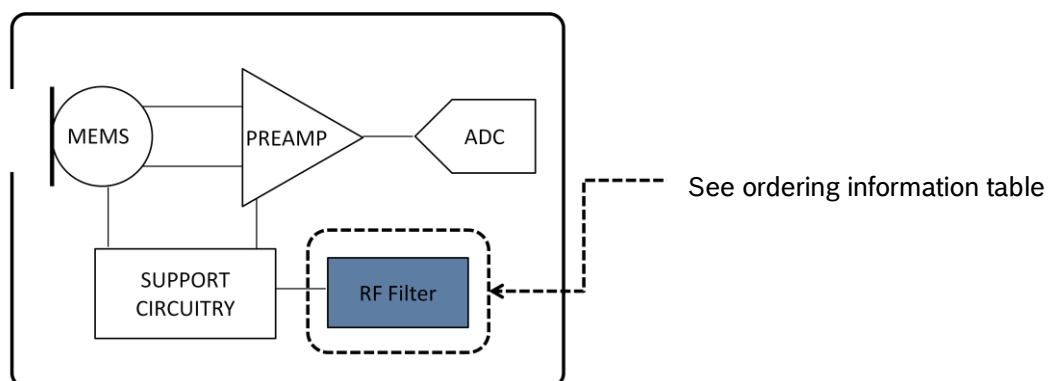 MEMS
PREAMP
ADC
See ordering information table
SUPPORT
CIRCUITRY
RF Filter